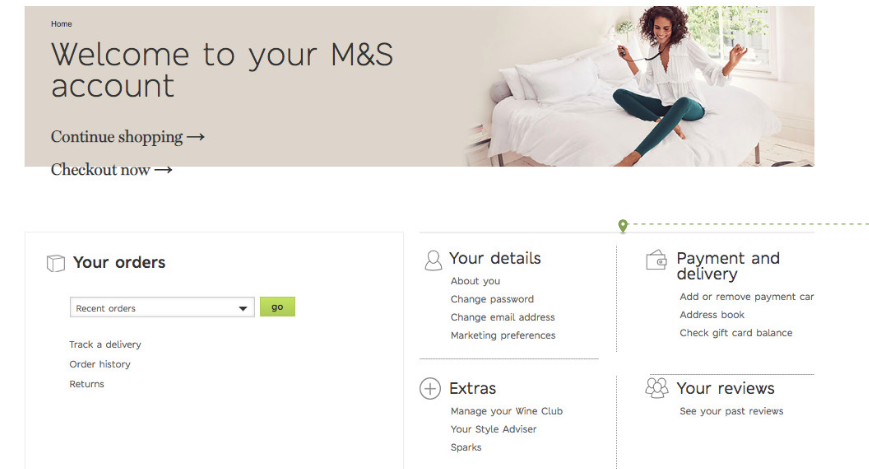 Home
Welcome to your M&S
account
Continue shopping →
Checkout now →
Your orders
Recent orders
go
Track a delivery
Order history
Returns
Your details
About you
Change password
Change email address
Marketing preferences
Payment and
delivery
Add or remove payment car
Address book
Check gift card balance
Extras
Manage your Wine Club
Your Style Adviser
Sparks
Your reviews
See your past reviews